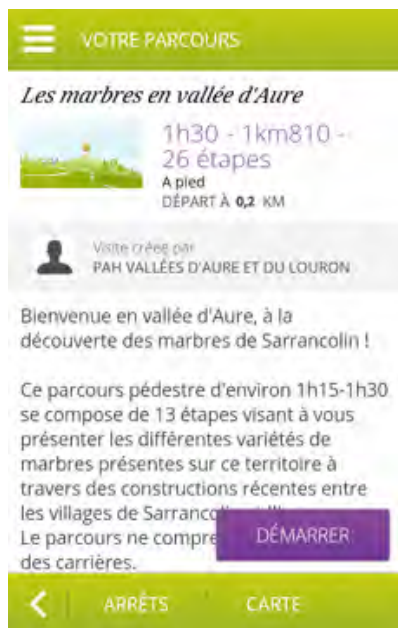 VOTRE PARCOURS
Les marbres en vallée d'Aure
1h30 - 1km810 -
26 étapes
A pied
DÉPART À 0,2 KM
Visite créée par
PAH VALLÉES D'AURE ET DU LOURON
Bienvenue en vallée d'Aure, à la
découverte des marbres de Sarrancolin !
Ce parcours pédestre d'environ 1h15-1h30
se compose de 13 étapes visant à vous
présenter les différentes variétés de
marbres présentes sur ce territoire à
travers des constructions récentes entre
les villages de
Le parcours ne
DÉMARRER
des carrières.
ARRÊTS
CARTE